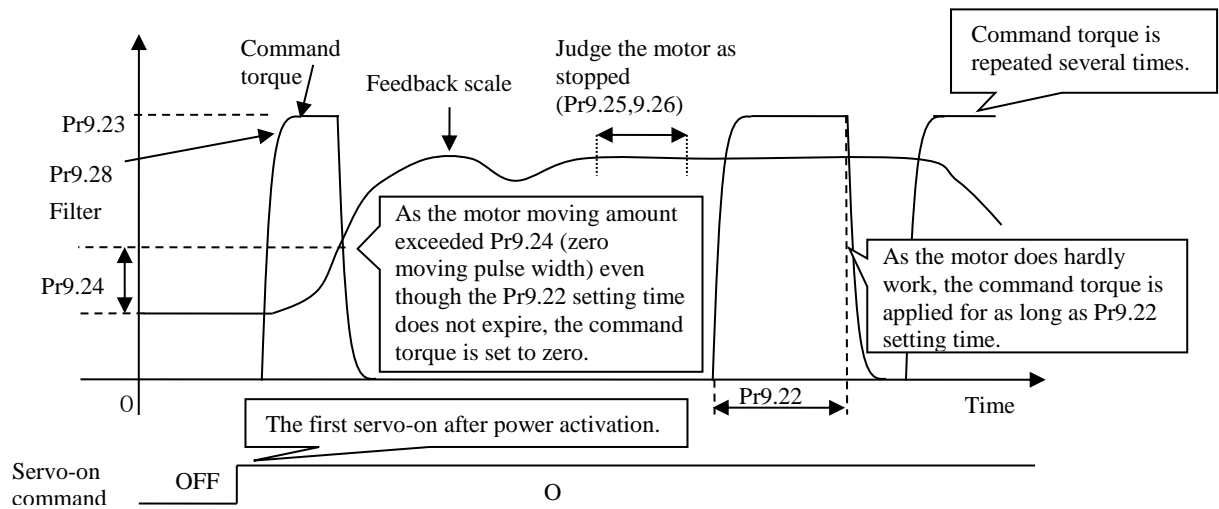 Command
torque
Feedback scale
Judge the motor as
stopped
(Pr9.25,9.26)
Command torque is
repeated several times.
Pr9.23
Pr9.28
Filter
Pr9.24
As the motor moving amount
exceeded Pr9.24 (zero
moving pulse width) even
though the Pr9.22 setting time
does not expire, the command
torque is set to zero.
As the motor does hardly
work, the command torque is
applied for as long as Pr9.22
setting time.
O
Pr9.22
Time
The first servo-on after power activation.
Servo-on
command
OFF
O